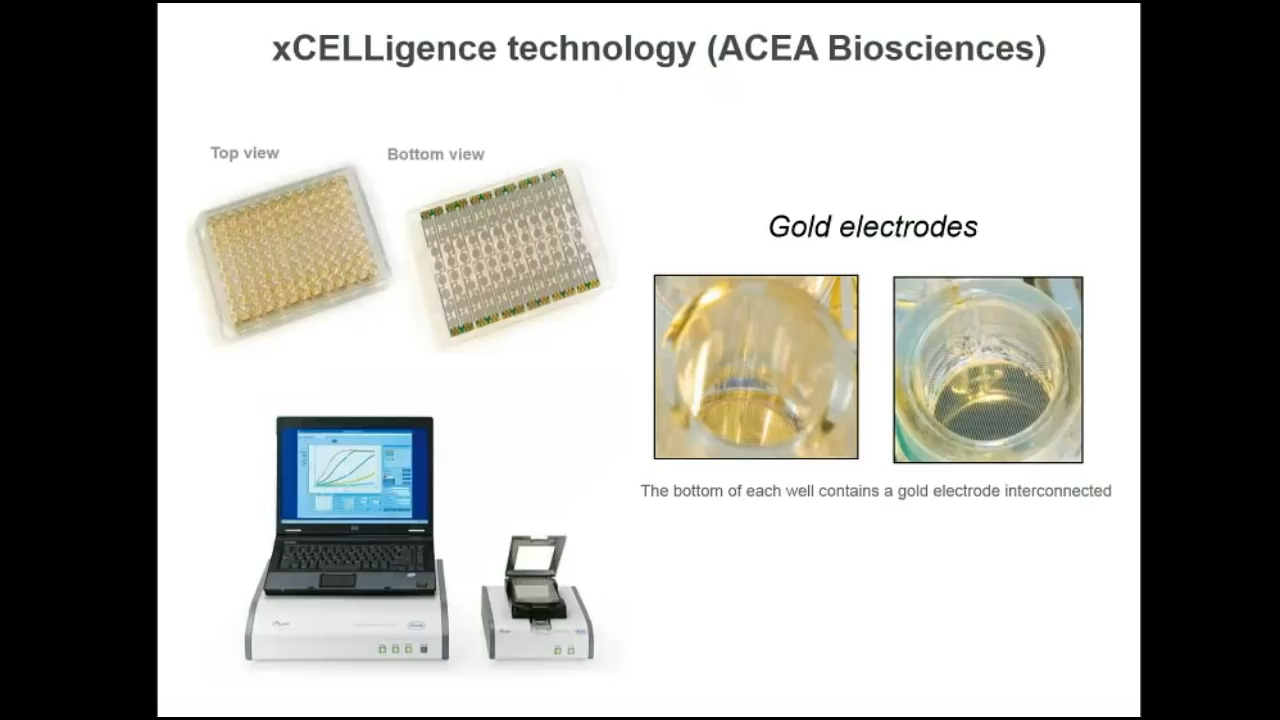 xCELLigence technology (ACEA Biosciences)
Top view
Bottom view
Gold electrodes
The bottom of each well contains a gold electrode interconnected